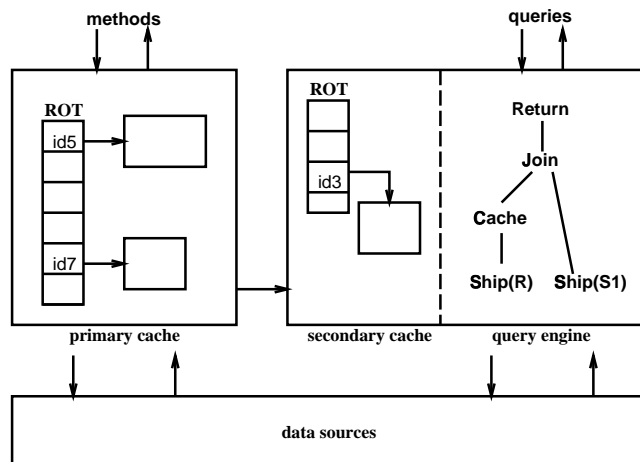 methods
queries
ROT
id5
id7
ROT
id3
Return
Join
Cache
Ship(R)
Ship(S1)
primary cache
secondary cache
query engine
data sources